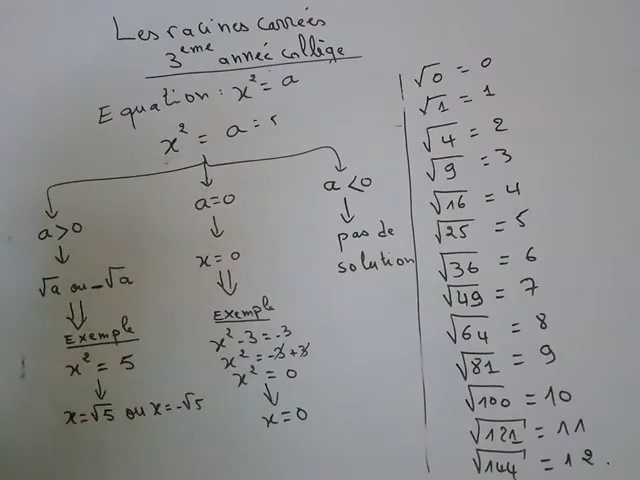 Les racines carrées
3eme année collège
Equation : x² = a
x² = a =
a > 0
↓
√a ou -√a
⇓
Exemple
x² = 5
↓
x = √5 ou x = -√5
a = 0
↓
x = 0
⇓
Exemple
x² - 3 = -3
x² = -3 + 3
x² = 0
↓
x = 0
a < 0
↓
pas de
solution
√0 = 0
√1 = 1
√4 = 2
√9 = 3
√16 = 4
√25 = 5
√36 = 6
√49 = 7
√64 = 8
√81 = 9
√100 = 10
√121 = 11
√144 = 12.